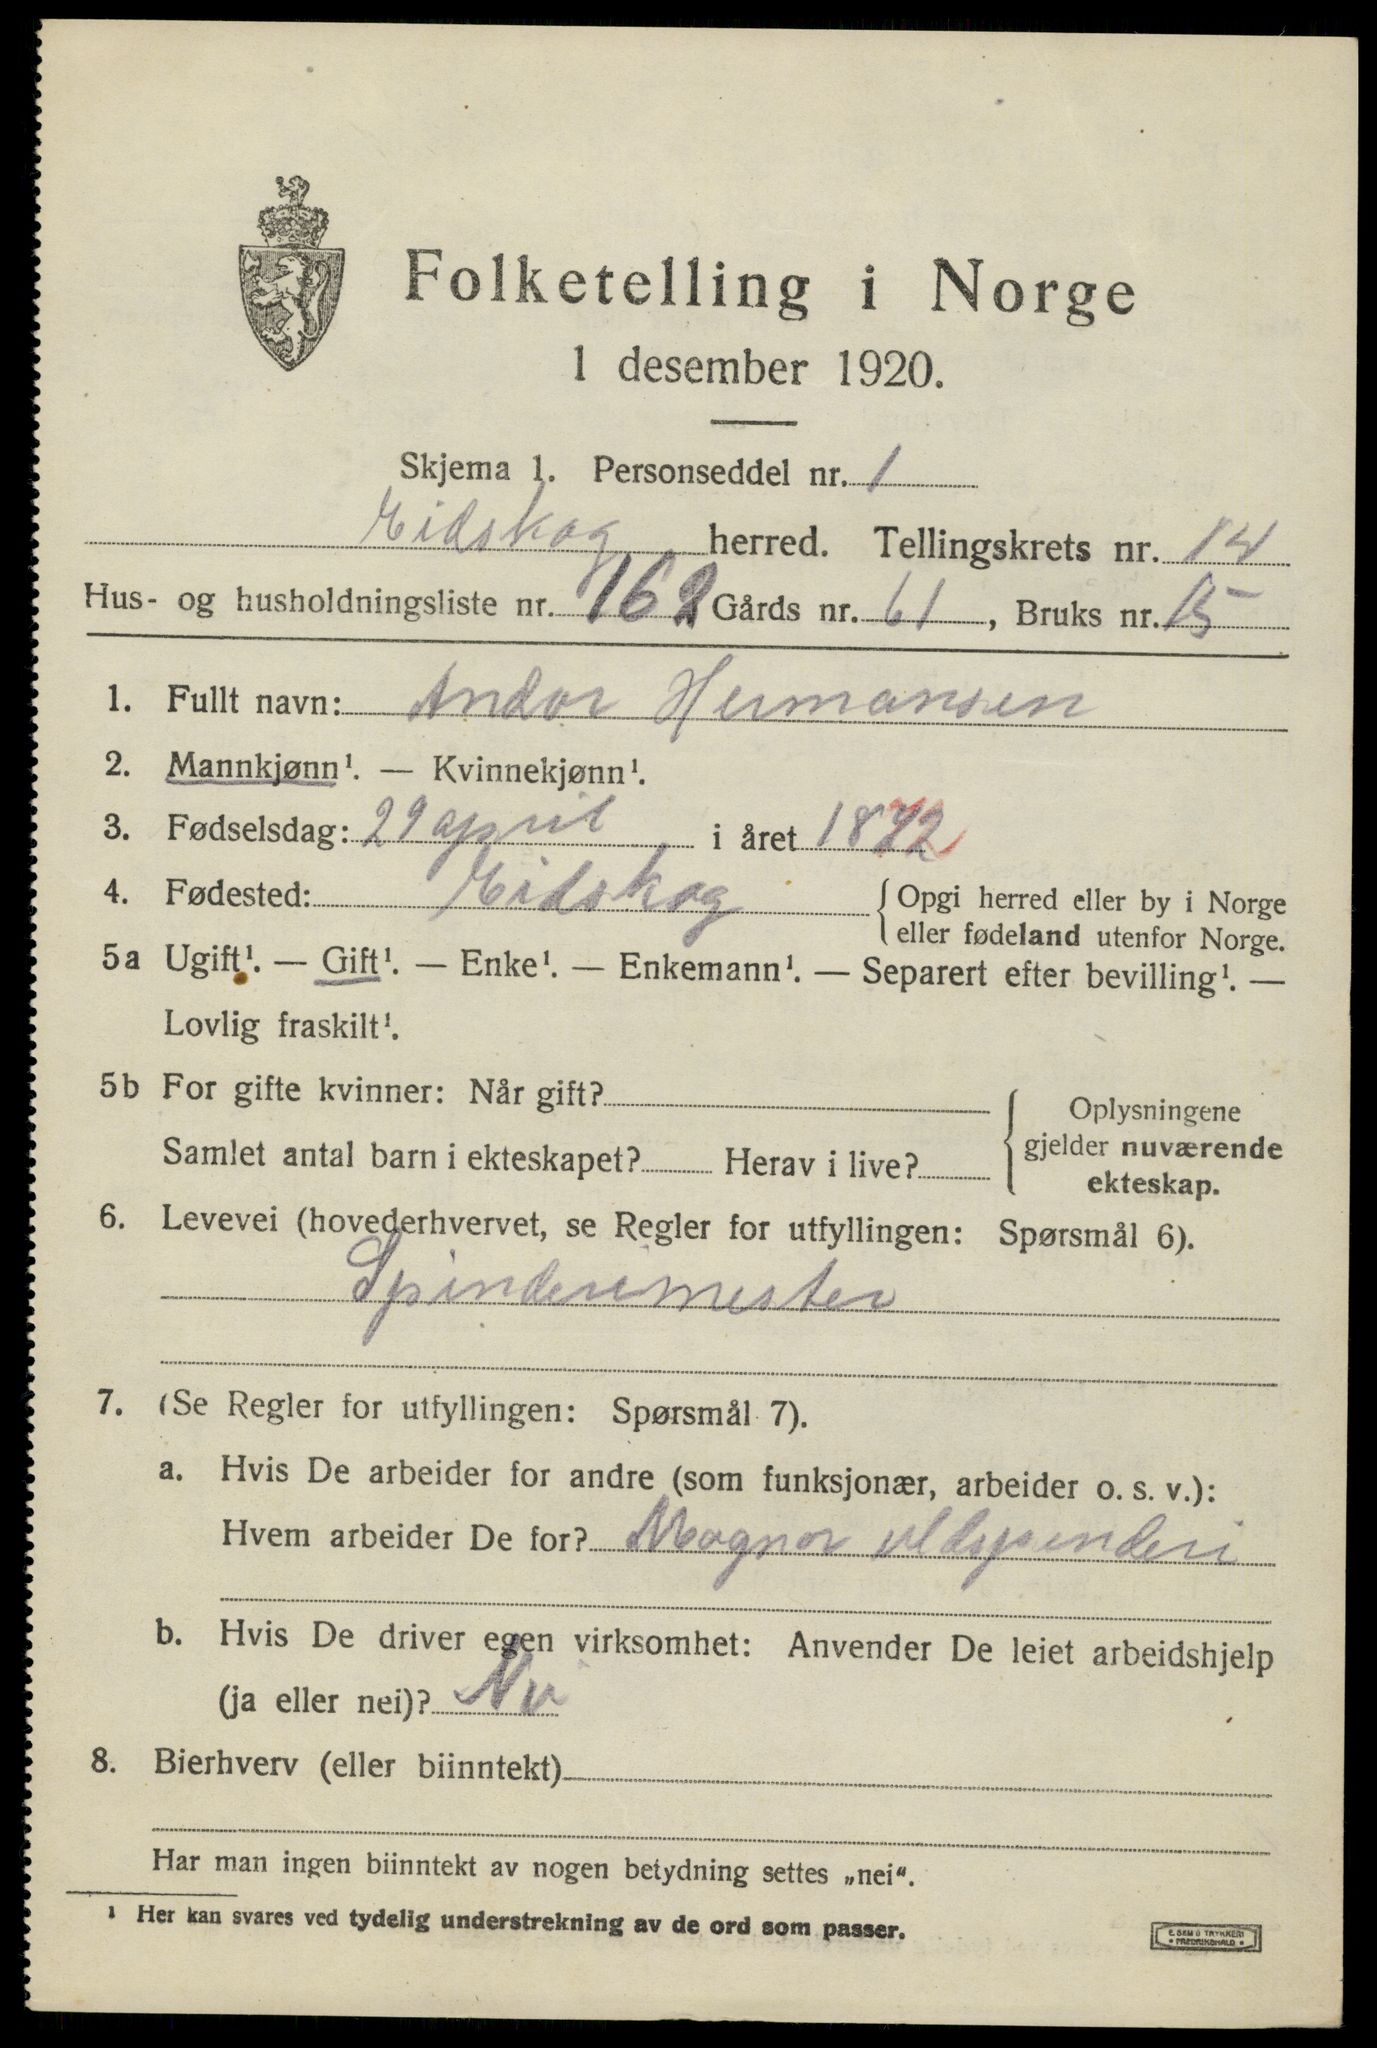 Folketelling i Norge
1 desember 1920.
Skjema 1. Personseddel nr. 1
Eidskog herred. Tellingskrets nr. 14
Hus- og husholdningsliste nr. 162 Gårds nr. 61, Bruks nr. 15
1. Fullt navn: Andor Hermansen
2. Mannkjønn¹. — Kvinnekjønn¹.
3. Fødselsdag: 29 april i året 1872
4. Fødested: Eidskog {Opgi herred eller by i Norge
eller fødeland utenfor Norge.
5a Ugift¹. — Gift¹. — Enke¹. — Enkemann¹. — Separert efter bevilling¹. —
Lovlig fraskilt¹.
5b For gifte kvinner: Når gift?
Samlet antal barn i ekteskapet? Herav i live?
Oplysningene
gjelder nuværende
ekteskap.
6. Levevei (hovederhvervet, se Regler for utfyllingen: Spørsmål 6).
Spinderimester
7. (Se Regler for utfyllingen: Spørsmål 7).
a. Hvis De arbeider for andre (som funksjonær, arbeider o. s. v.):
Hvem arbeider De for? Magnor uldspinderi
b. Hvis De driver egen virksomhet: Anvender De leiet arbeidshjelp
(ja eller nei)? Nei
8. Bierhverv (eller biinntekt)
Har man ingen biinntekt av nogen betydning settes „nei“.
¹ Her kan svares ved tydelig understrekning av de ord som passer.
E. SEM'S TRYKKERI
• FREDRIKSHALD •